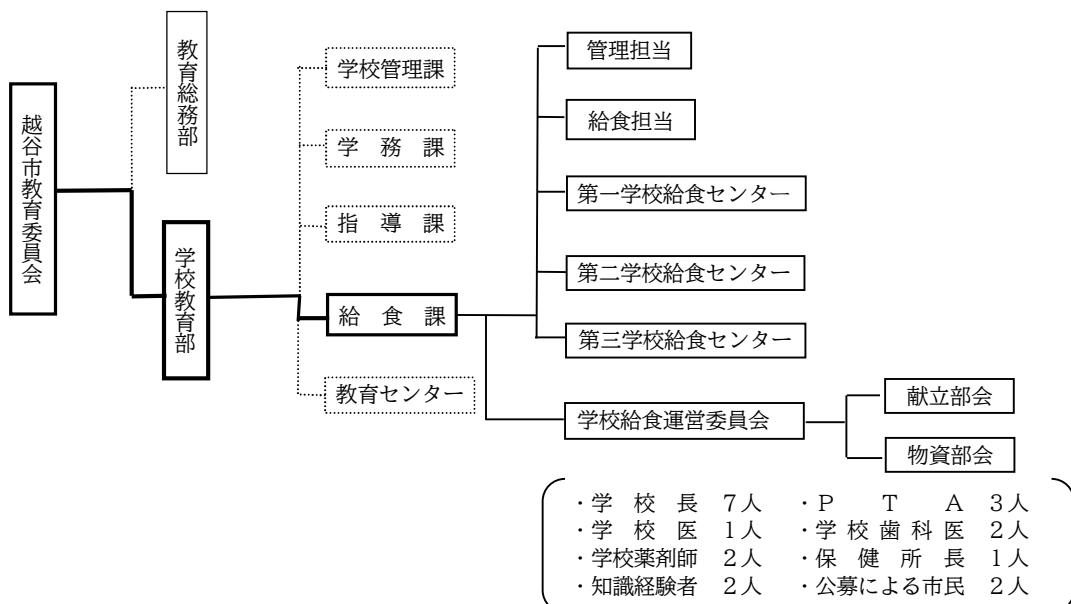 越谷市教育委員会
教育総務部
学校教育部
学校管理課
学　務　課
指　導　課
給　食　課
教育センター
管理担当
給食担当
第一学校給食センター
第二学校給食センター
第三学校給食センター
学校給食運営委員会
献立部会
物資部会
・学　校　長　７人　・Ｐ　Ｔ　Ａ　３人
・学　校　医　１人　・学 校 歯 科 医　２人
・学校薬剤師　２人　・保　健　所　長　１人
・知識経験者　２人　・公募による市民　２人